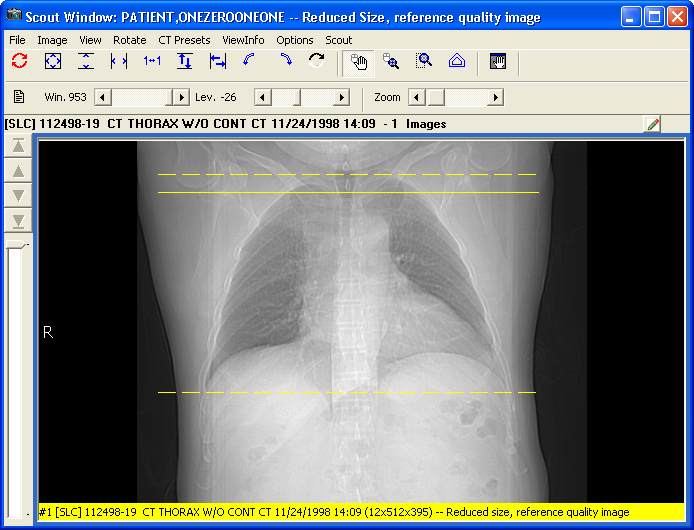 Scout Window: PATIENT,ONEZEROONEONE -- Reduced Size, reference quality image
File Image View Rotate CT Presets ViewInfo Options Scout
1↔1
Win. 953 Lev. -26 Zoom
[SLC] 112498-19 CT THORAX W/O CONT CT 11/24/1998 14:09 - 1 Images
R
#1 [SLC] 112498-19 CT THORAX W/O CONT CT 11/24/1998 14:09 (12x512x395) -- Reduced size, reference quality image